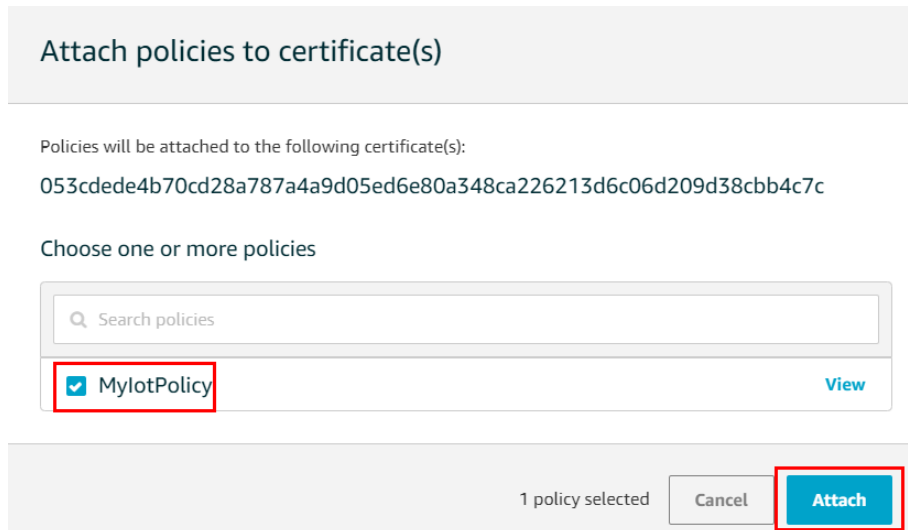 Attach policies to certificate(s)
Policies will be attached to the following certificate(s):
053cdede4b70cd28a787a4a9d05ed6e80a348ca226213d6c06d209d38cbb4c7c
Choose one or more policies
Search policies
MyIotPolicy View
1 policy selected Cancel Attach